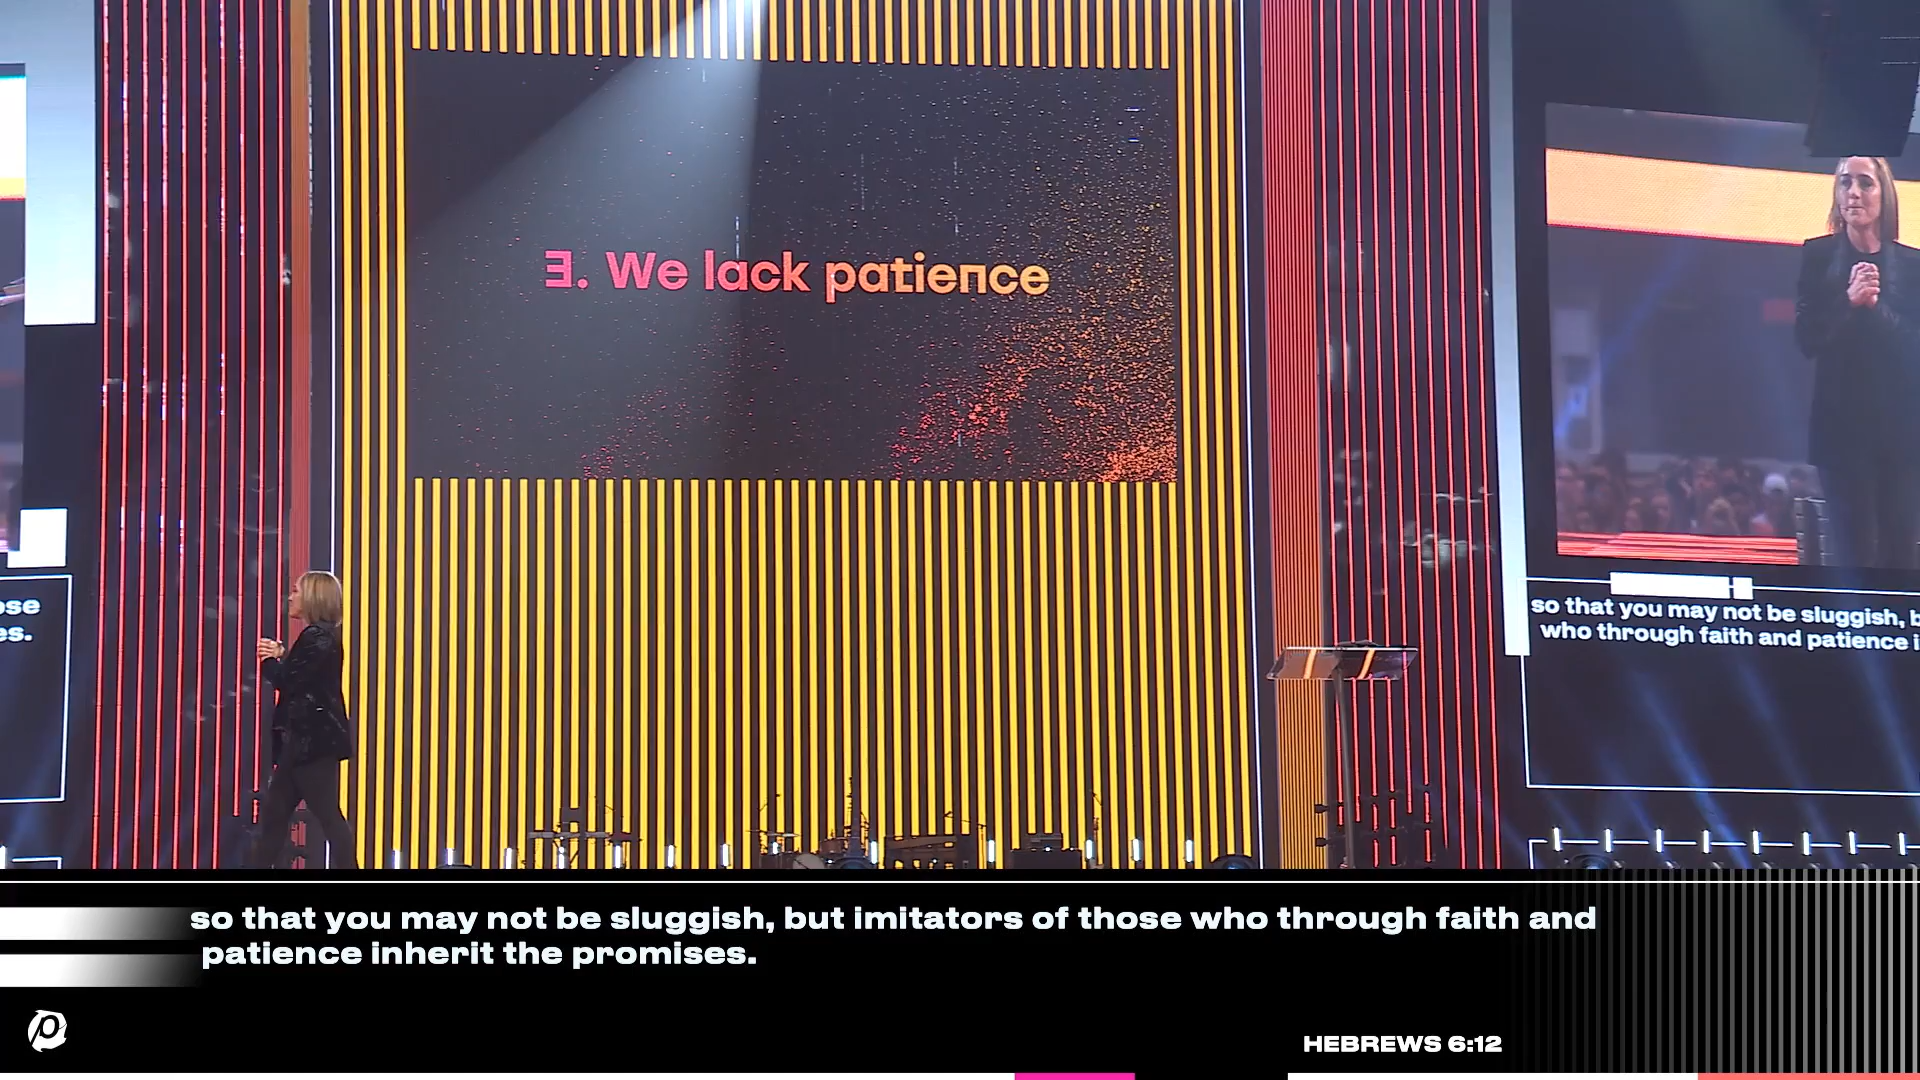 3. We lack patience
ose
es.
so that you may not be sluggish, b
who through faith and patience i
so that you may not be sluggish, but imitators of those who through faith and
patience inherit the promises.
HEBREWS 6:12